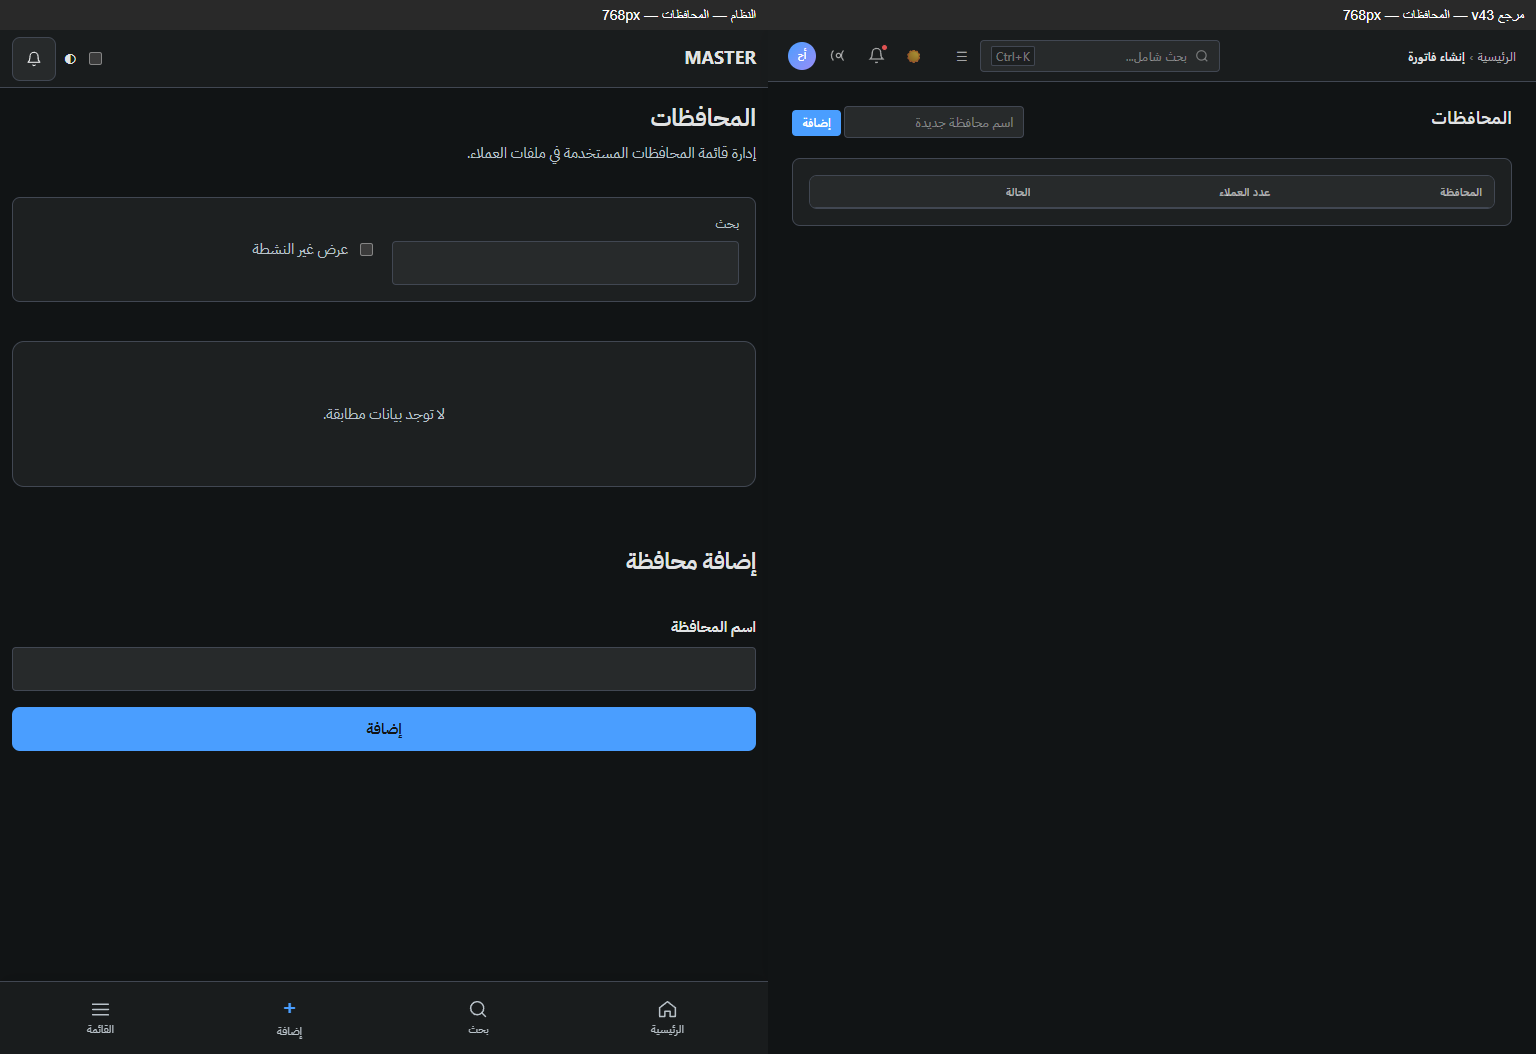 مرجع v43 — المحافظات — 768px
الرئيسية › إنشاء فاتورة
بحث شامل...
Ctrl+K
☰
أح
المحافظات
اسم محافظة جديدة
إضافة
المحافظة
عدد العملاء
الحالة
النظام — المحافظات — 768px
MASTER
المحافظات
إدارة قائمة المحافظات المستخدمة في ملفات العملاء.
بحث
عرض غير النشطة
لا توجد بيانات مطابقة.
إضافة محافظة
اسم المحافظة
إضافة
الرئيسية
بحث
+
إضافة
القائمة